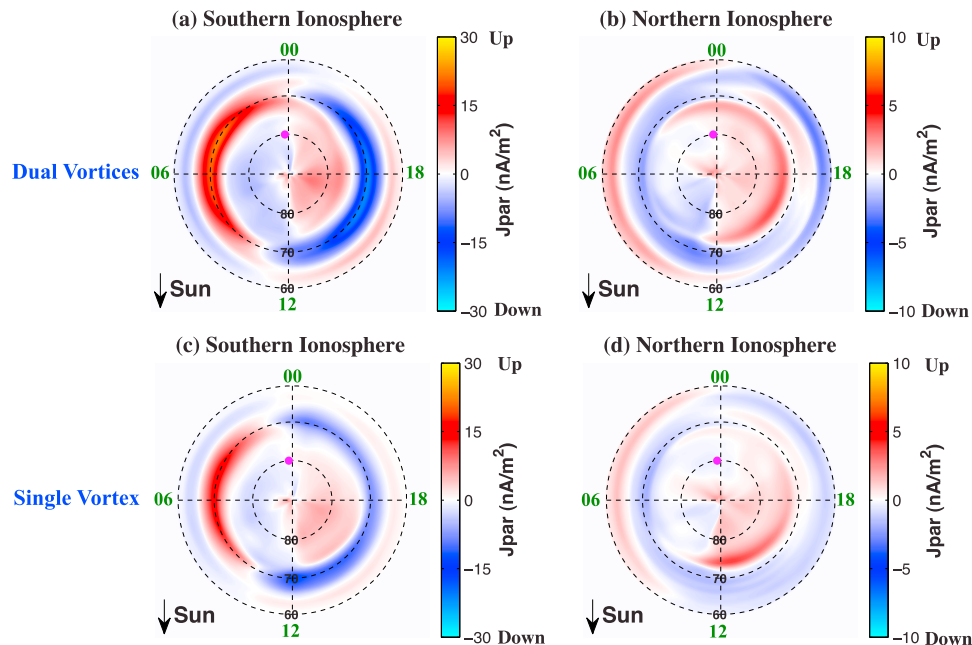 (a) Southern Ionosphere
(b) Northern Ionosphere
00
30 Up
00
10 Up
15
5
Dual Vortices
06
18
0
Jpar (nA/m²)
06
18
0
Jpar (nA/m²)
80
80
−15
−5
70
70
Sun
60
−30 Down
Sun
60
−10 Down
12
12
(c) Southern Ionosphere
(d) Northern Ionosphere
00
30 Up
00
10 Up
15
5
Single Vortex
06
18
0
Jpar (nA/m²)
06
18
0
Jpar (nA/m²)
80
80
−15
−5
70
70
Sun
60
−30 Down
Sun
60
−10 Down
12
12